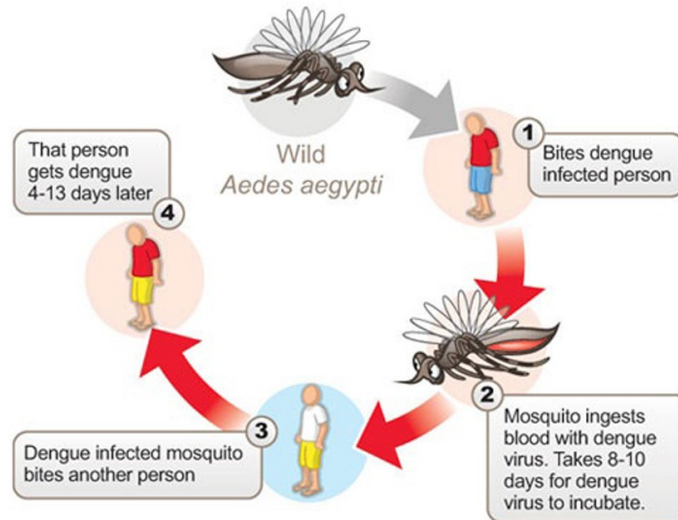 Wild
Aedes aegypti
1
Bites dengue
infected person
2
Mosquito ingests
blood with dengue
virus. Takes 8-10
days for dengue
virus to incubate.
3
Dengue infected mosquito
bites another person
That person
gets dengue
4-13 days later
4